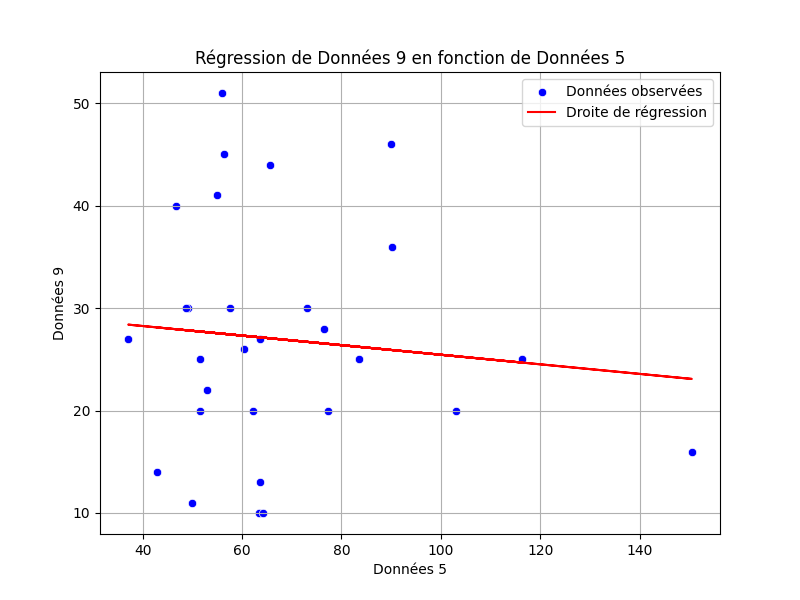 Régression de Données 9 en fonction de Données 5
Données observées
Droite de régression
50
40
30
20
10
Données 9
40 60 80 100 120 140
Données 5